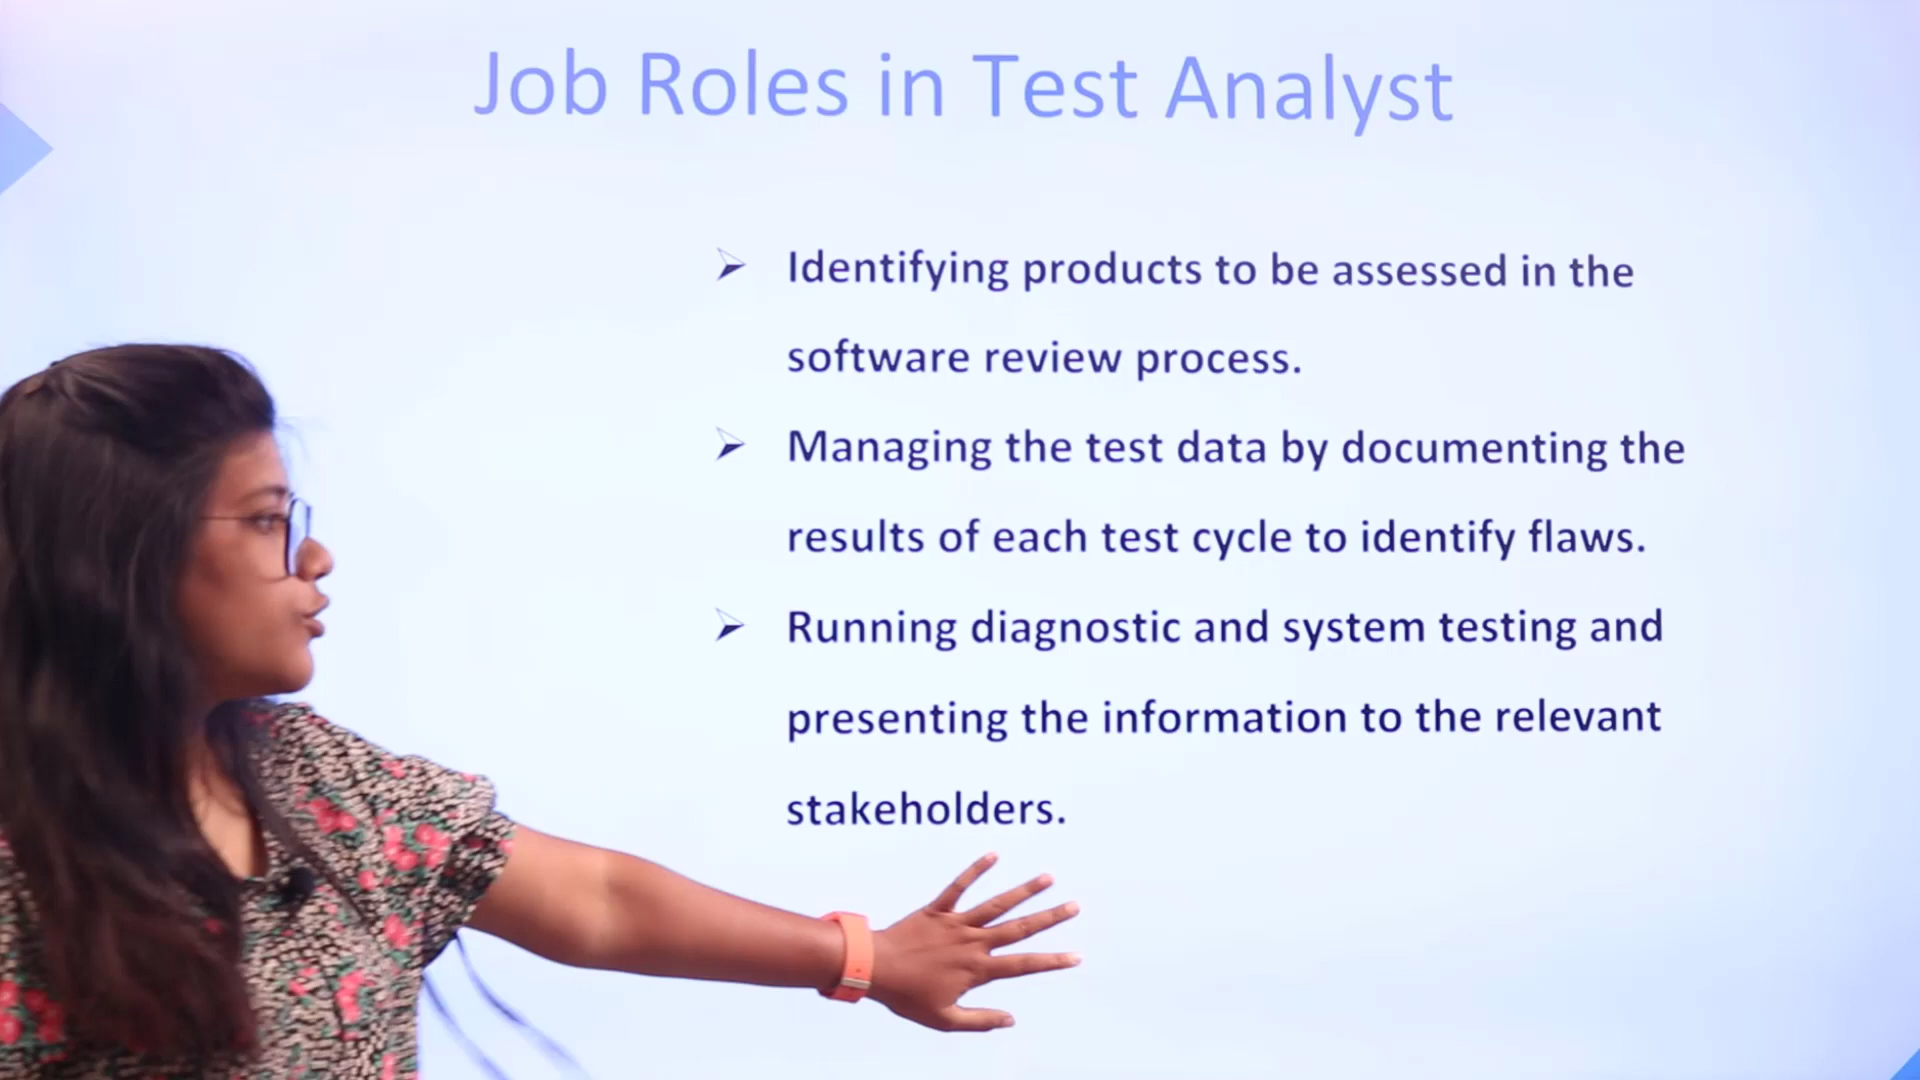 Job Roles in Test Analyst
➢ Identifying products to be assessed in the
software review process.
➢ Managing the test data by documenting the
results of each test cycle to identify flaws.
➢ Running diagnostic and system testing and
presenting the information to the relevant
stakeholders.